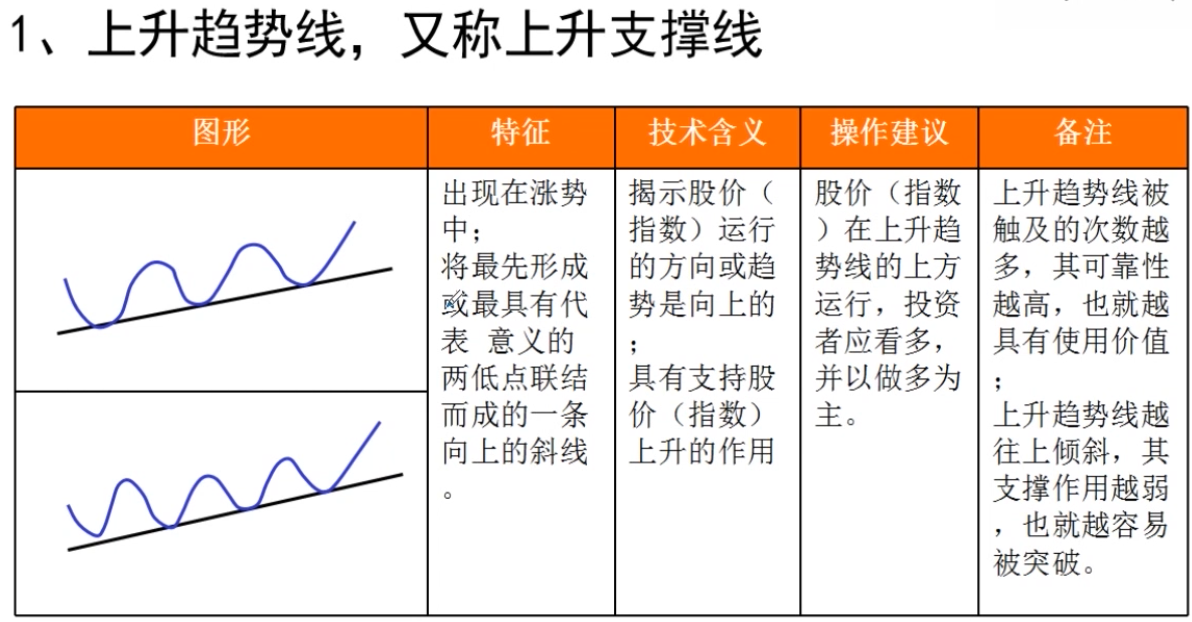 1、上升趋势线，又称上升支撑线
图形
特征
技术含义
操作建议
备注
出现在涨势
中；
将最先形成
或最具有代
表 意义的
两低点联结
而成的一条
向上的斜线
。
揭示股价（
指数）运行
的方向或趋
势是向上的
；
具有支持股
价（指数）
上升的作用
股价（指数
）在上升趋
势线的上方
运行，投资
者应看多，
并以做多为
主。
上升趋势线被
触及的次数越
多，其可靠性
越高，也就越
具有使用价值
；
上升趋势线越
往上倾斜，其
支撑作用越弱
，也就越容易
被突破。